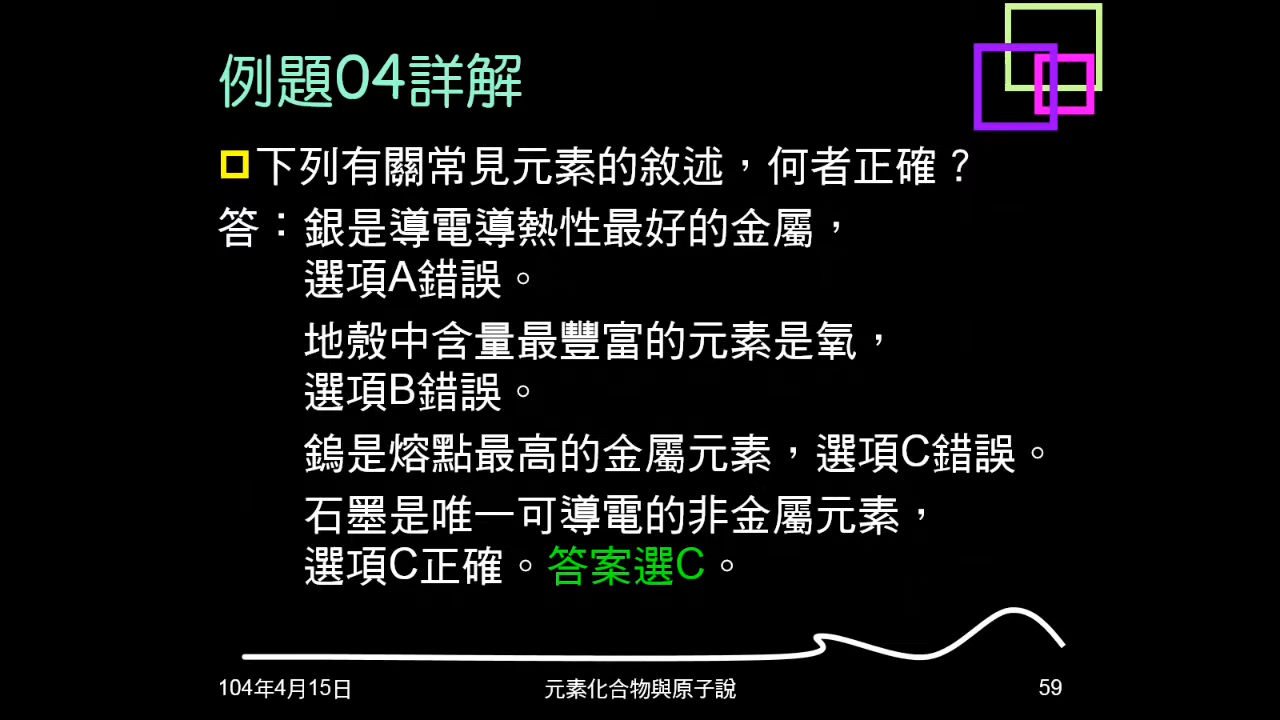 例題04詳解
下列有關常見元素的敘述，何者正確？
答：銀是導電導熱性最好的金屬，
選項A錯誤。
地殼中含量最豐富的元素是氧，
選項B錯誤。
鎢是熔點最高的金屬元素，選項C錯誤。
石墨是唯一可導電的非金屬元素，
選項C正確。答案選C。
104年4月15日
元素化合物與原子說
59